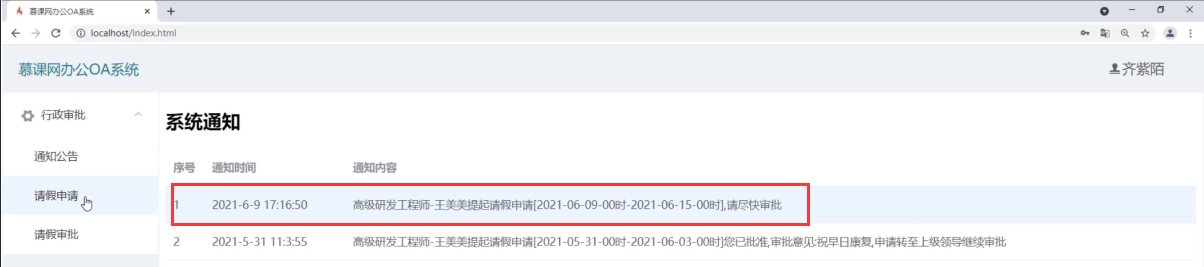 慕课网办公OA系统
localhost/index.html
慕课网办公OA系统
齐紫陌
行政审批
系统通知
通知公告
序号 通知时间 通知内容
请假申请
1 2021-6-9 17:16:50 高级研发工程师-王美美提起请假申请[2021-06-09-00时-2021-06-15-00时],请尽快审批
请假审批
2 2021-5-31 11:3:55 高级研发工程师-王美美提起请假申请[2021-05-31-00时-2021-06-03-00时]您已批准,审批意见:祝早日康复,申请转至上级领导继续审批